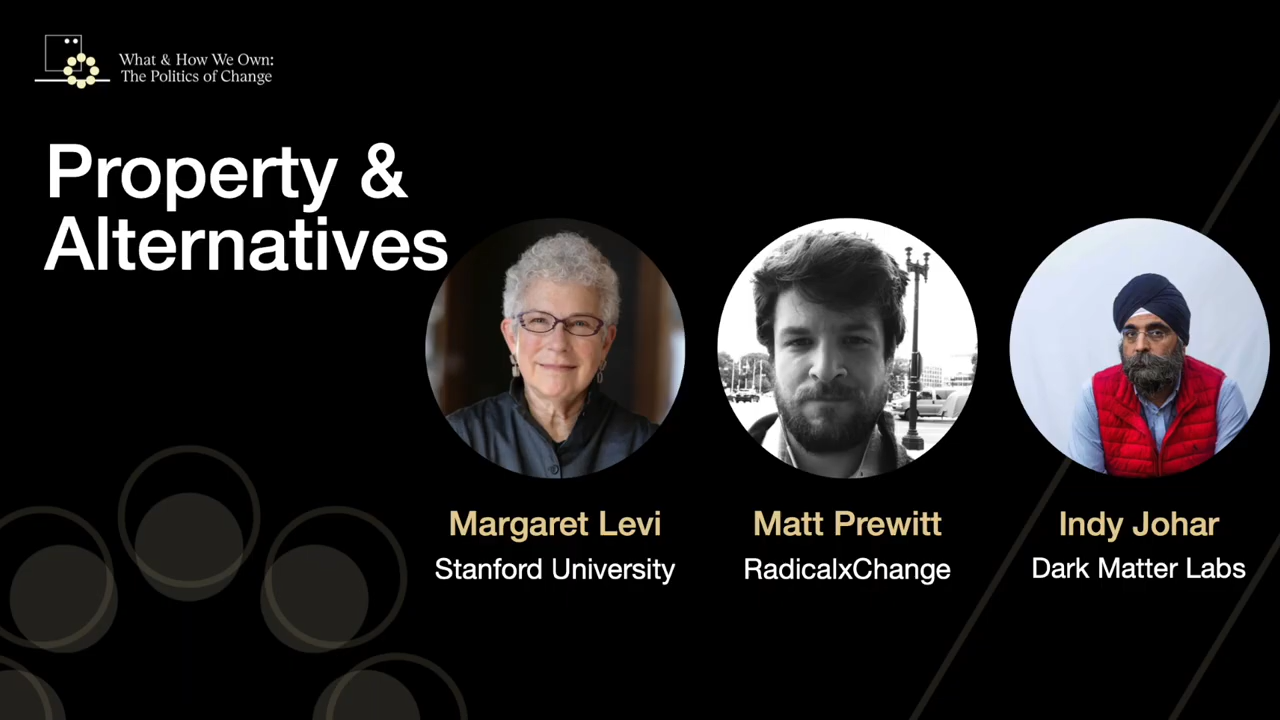 What & How We Own:
The Politics of Change
Property &
Alternatives
Margaret Levi
Stanford University
Matt Prewitt
RadicalxChange
Indy Johar
Dark Matter Labs